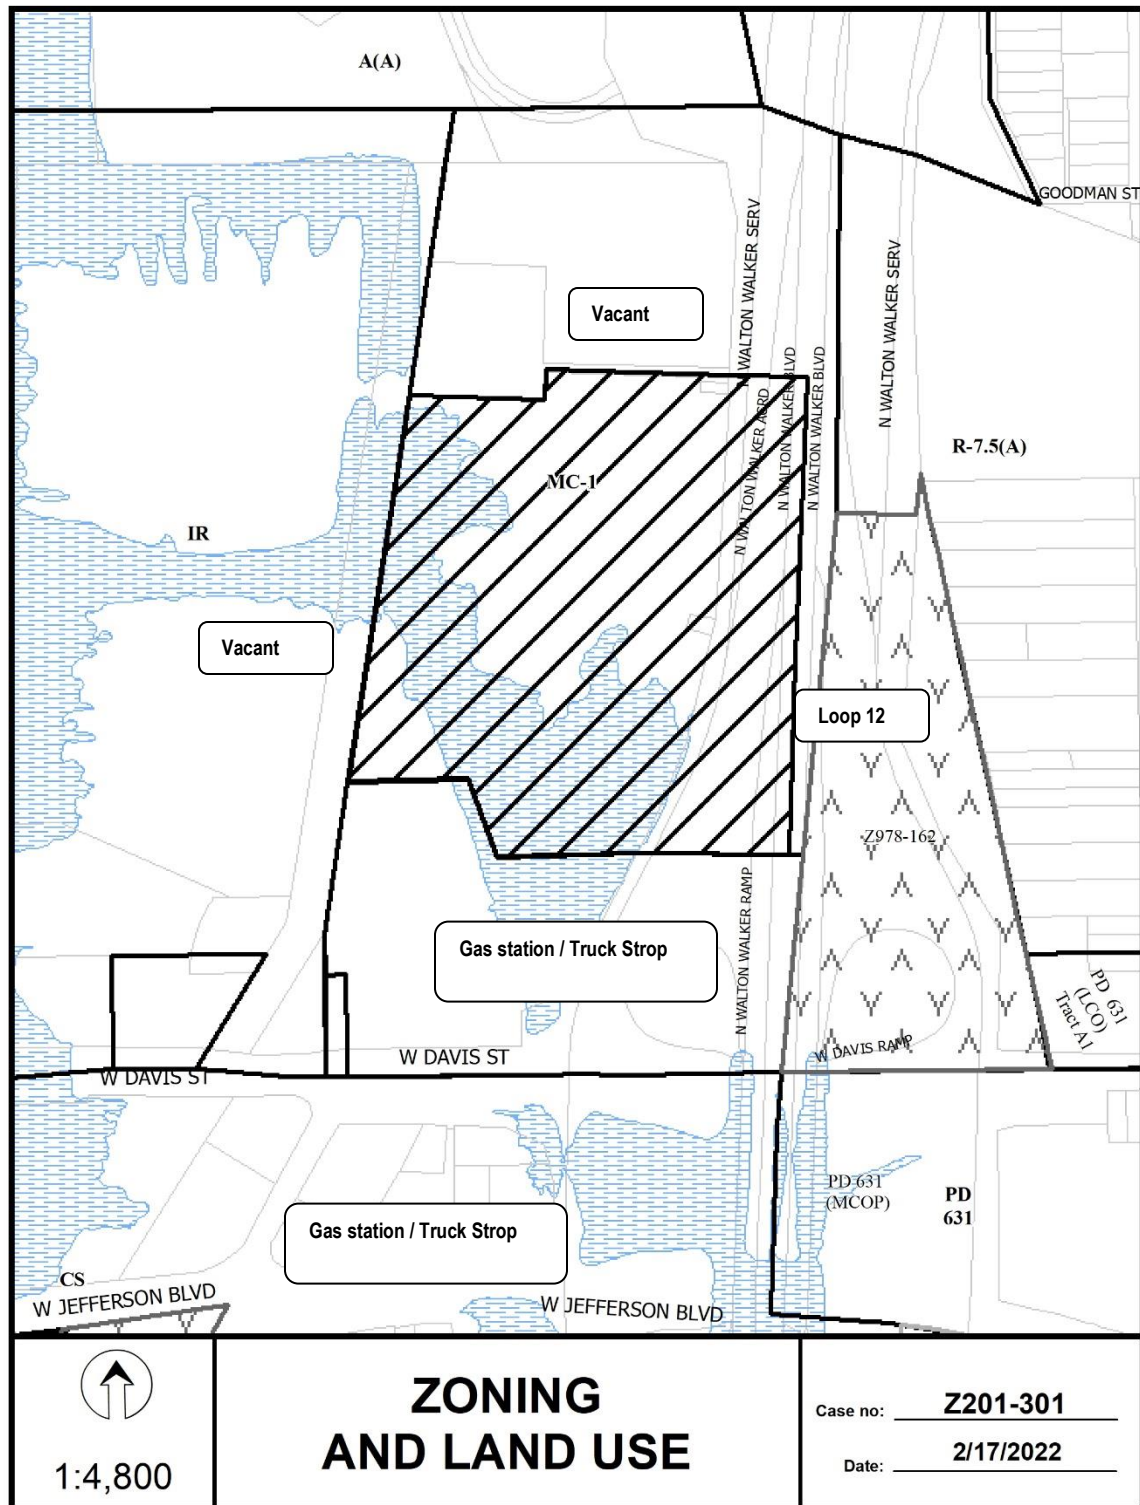 A(A)
GOODMAN ST
N WALTON WALKER SERV
N WALTON WALKER SERV
Vacant
N WALTON WALKER BLVD
N WALTON WALKER BLVD
N WALTON WALKER ACRD
R-7.5(A)
MC-1
IR
Vacant
Loop 12
Z978-162
N WALTON WALKER RAMP
Gas station / Truck Strop
PD 631
(LCO)
Tract A1
W DAVIS RAMP
W DAVIS ST
W DAVIS ST
PD 631
(MCOP)
PD
631
Gas station / Truck Strop
CS
W JEFFERSON BLVD
W JEFFERSON BLVD
1:4,800
ZONING
AND LAND USE
Case no: Z201-301
Date: 2/17/2022